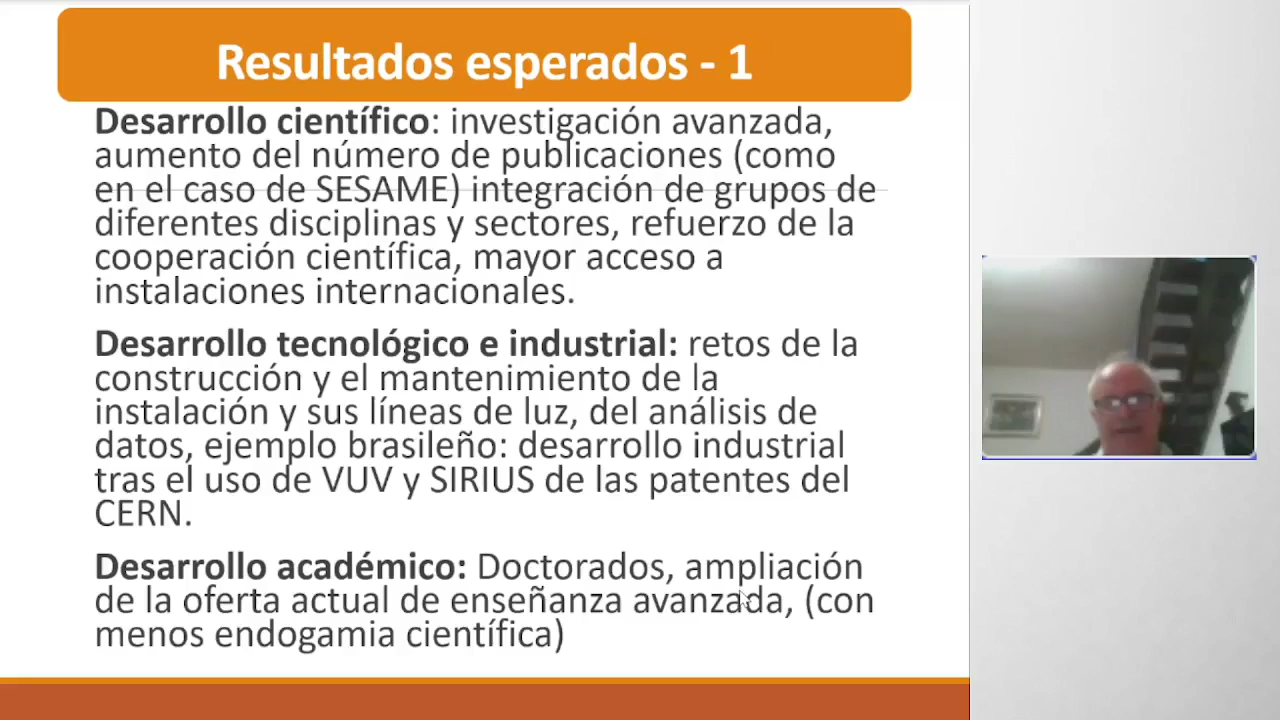 Resultados esperados - 1
Desarrollo científico: investigación avanzada,
aumento del número de publicaciones (como
en el caso de SESAME) integración de grupos de
diferentes disciplinas y sectores, refuerzo de la
cooperación científica, mayor acceso a
instalaciones internacionales.
Desarrollo tecnológico e industrial: retos de la
construcción y el mantenimiento de la
instalación y sus líneas de luz, del análisis de
datos, ejemplo brasileño: desarrollo industrial
tras el uso de VUV y SIRIUS de las patentes del
CERN.
Desarrollo académico: Doctorados, ampliación
de la oferta actual de enseñanza avanzada, (con
menos endogamia científica)